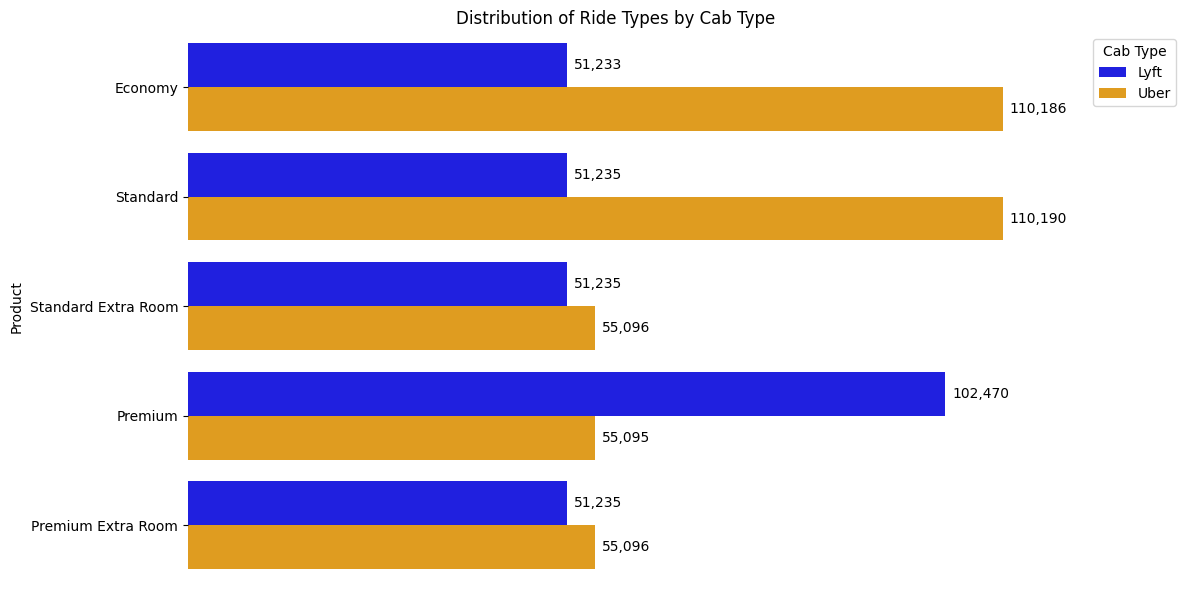 Distribution of Ride Types by Cab Type
Cab Type
Lyft
Uber
Product
Economy
51,233
110,186
Standard
51,235
110,190
Standard Extra Room
51,235
55,096
Premium
102,470
55,095
Premium Extra Room
51,235
55,096